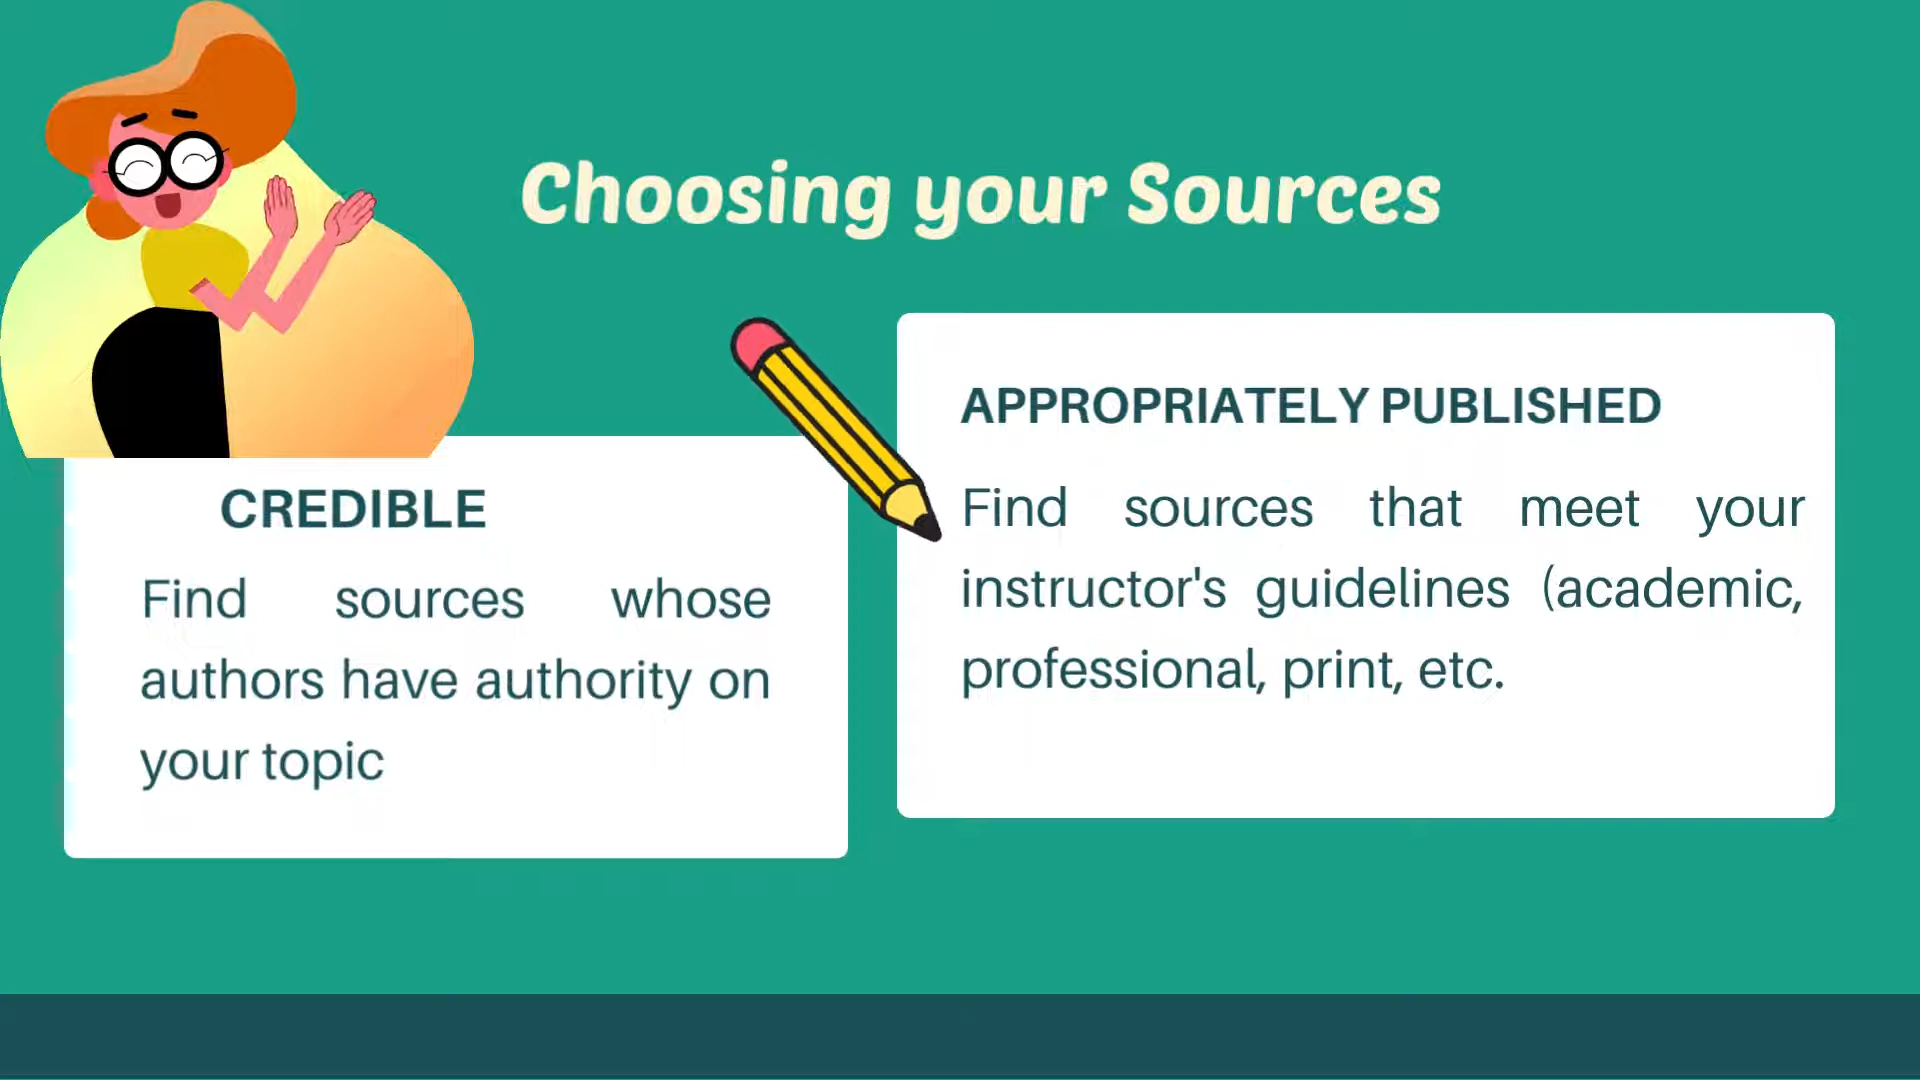 Choosing your Sources
CREDIBLE
Find sources whose
authors have authority on
your topic
APPROPRIATELY PUBLISHED
Find sources that meet your
instructor's guidelines (academic,
professional, print, etc.